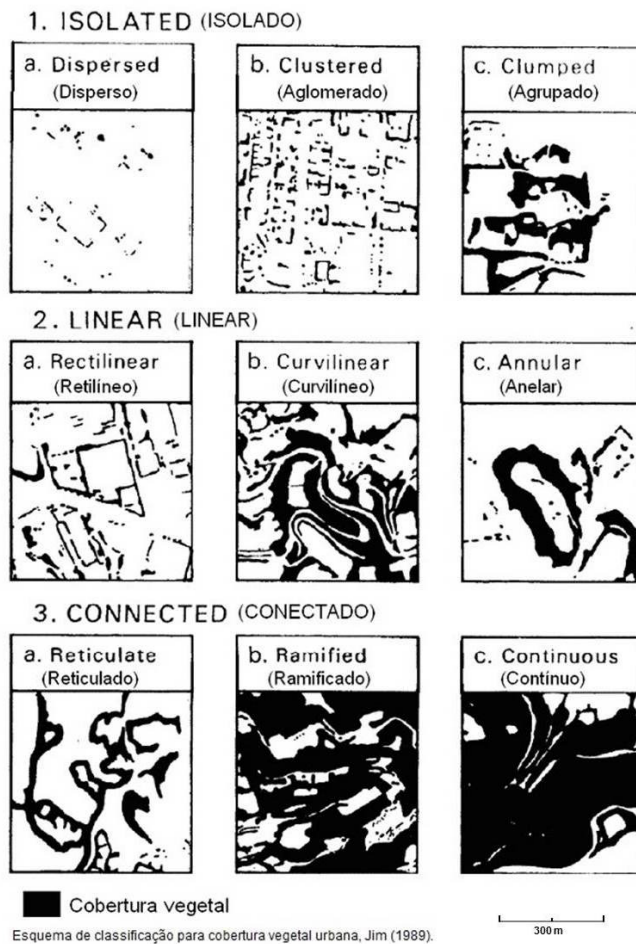 1. ISOLATED (ISOLADO)
a. Dispersed
(Disperso)
b. Clustered
(Aglomerado)
c. Clumped
(Agrupado)
2. LINEAR (LINEAR)
a. Rectilinear
(Retilíneo)
b. Curvilinear
(Curvilíneo)
c. Annular
(Anelar)
3. CONNECTED (CONECTADO)
a. Reticulate
(Reticulado)
b. Ramified
(Ramificado)
c. Continuous
(Contínuo)
Cobertura vegetal
300 m
Esquema de classificação para cobertura vegetal urbana, Jim (1989).